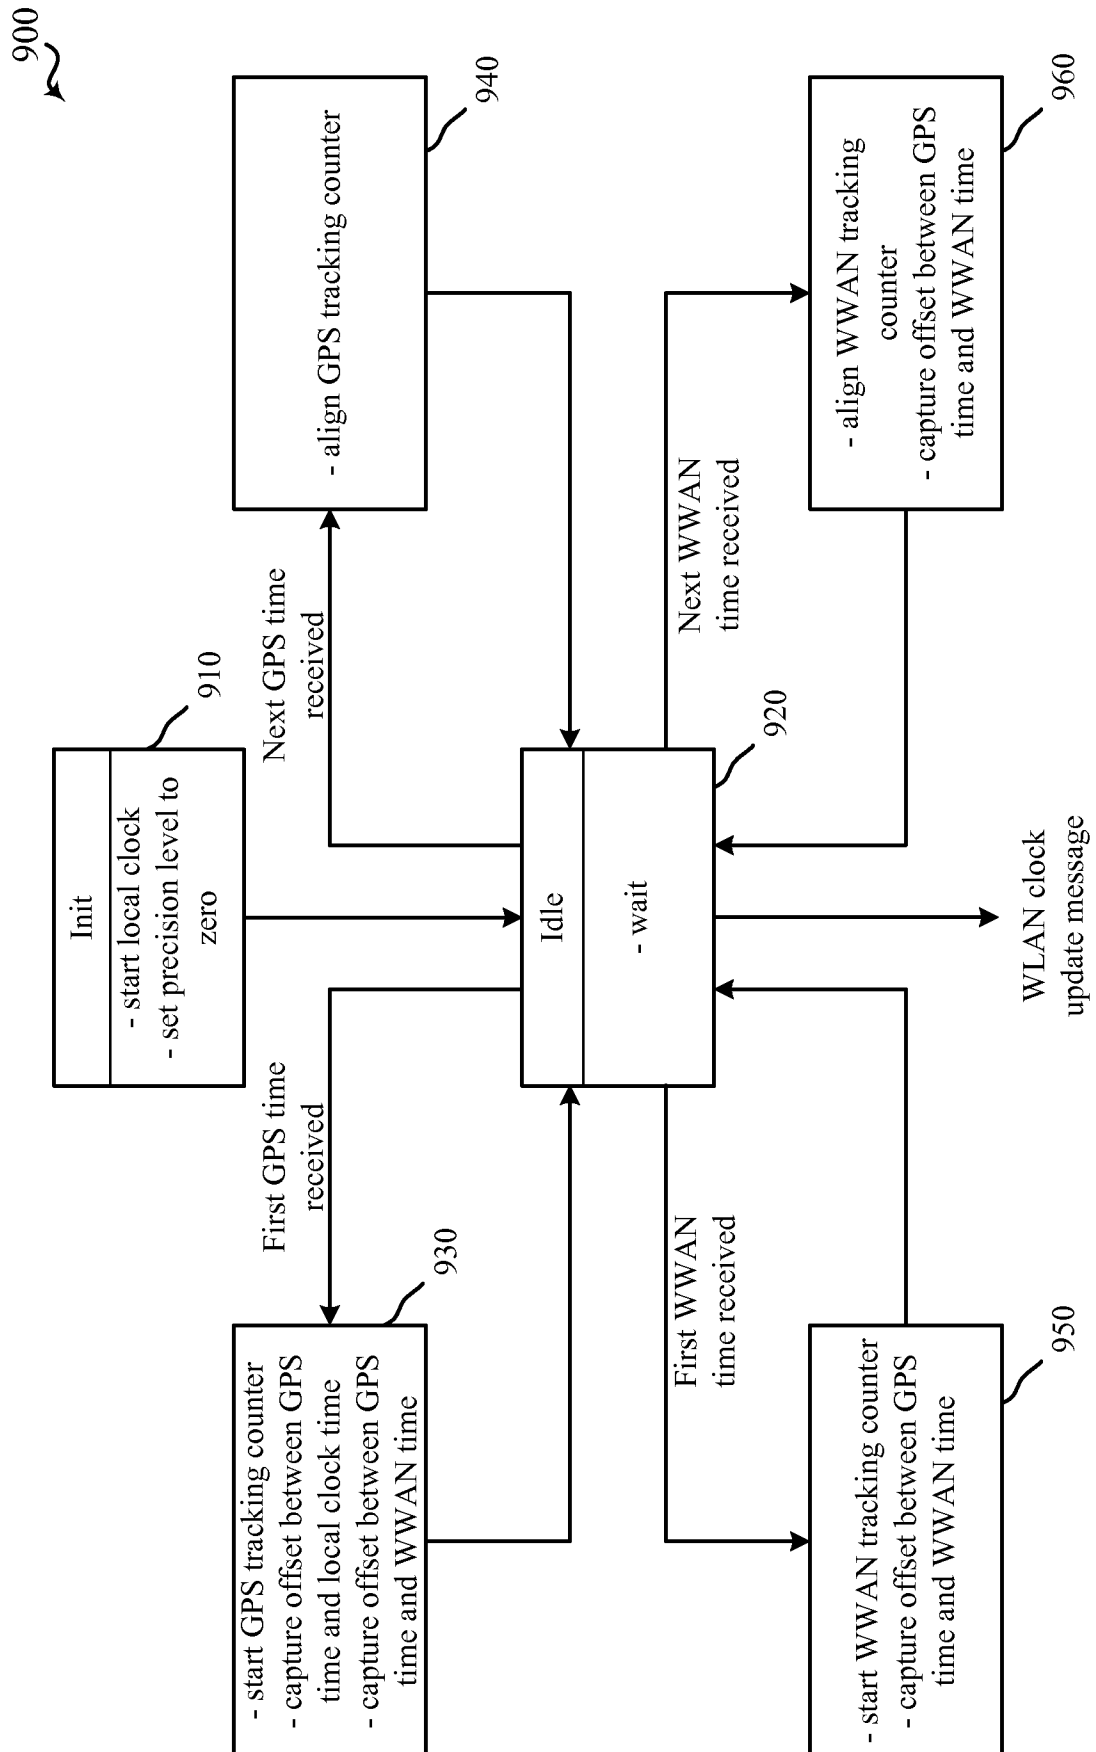 900
Init
- start local clock
- set precision level to
zero
910
First GPS time
received
Next GPS time
received
- start GPS tracking counter
- capture offset between GPS
time and local clock time
- capture offset between GPS
time and WWAN time
930
- align GPS tracking counter
940
Idle
- wait
920
First WWAN
time received
Next WWAN
time received
- start WWAN tracking counter
- capture offset between GPS
time and WWAN time
950
- align WWAN tracking
counter
- capture offset between GPS
time and WWAN time
960
WLAN clock
update message